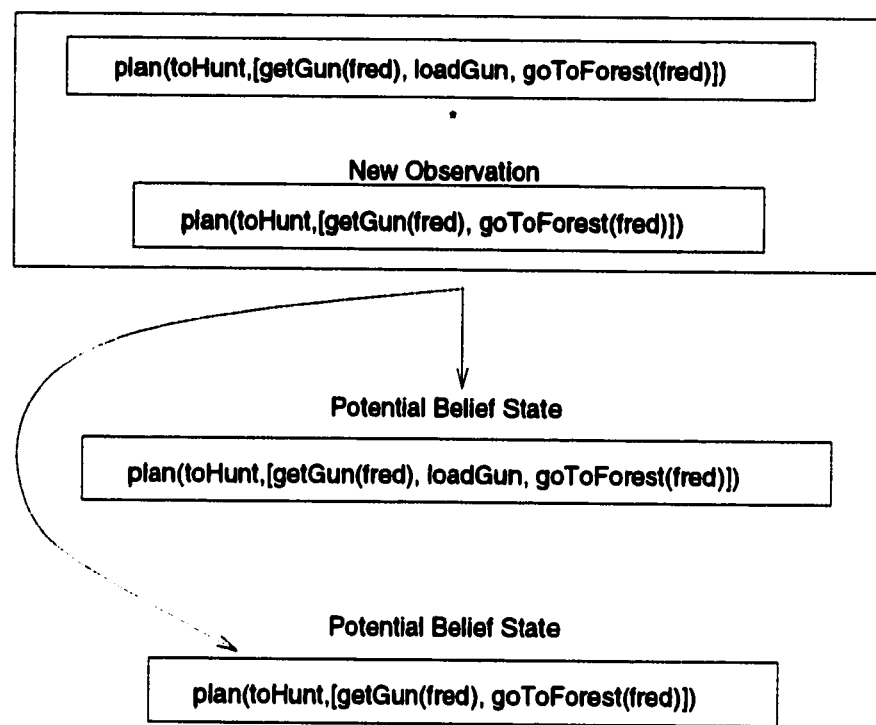 plan(toHunt,[getGun(fred), loadGun, goToForest(fred)])
*
New Observation
plan(toHunt,[getGun(fred), goToForest(fred)])
Potential Belief State
plan(toHunt,[getGun(fred), loadGun, goToForest(fred)])
Potential Belief State
plan(toHunt,[getGun(fred), goToForest(fred)])